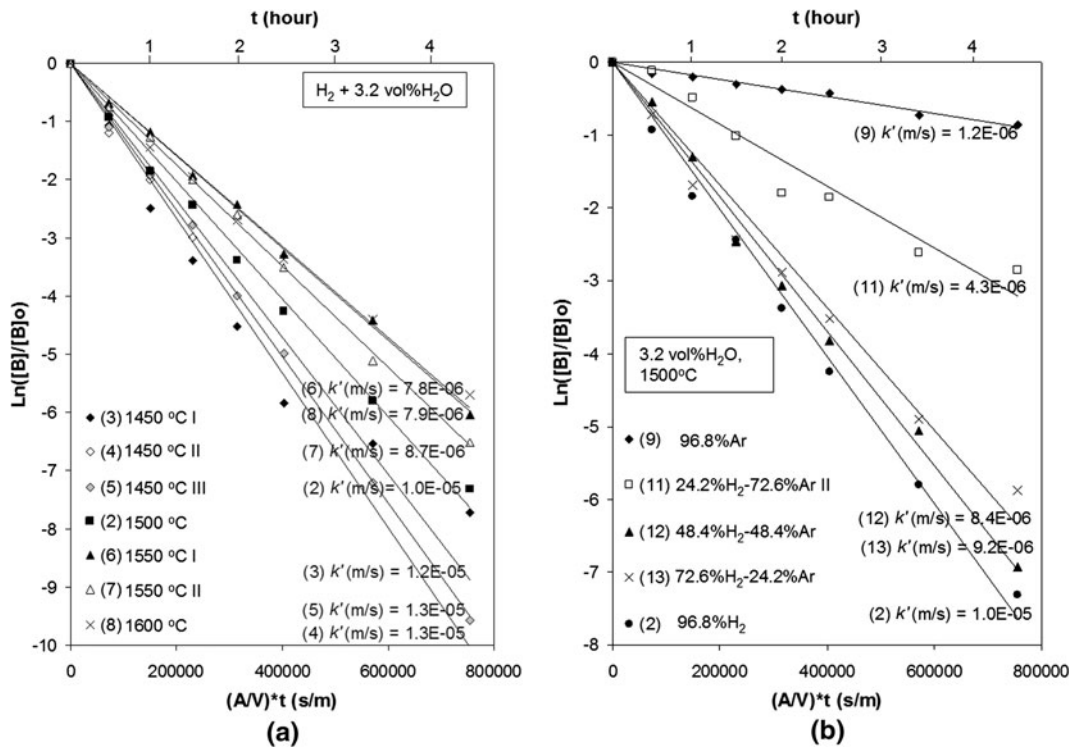 t (hour)
1 2 3 4
0
-1
-2
-3
-4
-5
-6
-7
-8
-9
-10
Ln([B]/[B]o)
H₂ + 3.2 vol%H₂O
(6) k'(m/s) = 7.8E-06
(8) k'(m/s) = 7.9E-06
(7) k'(m/s) = 8.7E-06
(2) k'(m/s) = 1.0E-05
(3) k'(m/s) = 1.2E-05
(5) k'(m/s) = 1.3E-05
(4) k'(m/s) = 1.3E-05
(3) 1450 °C I
(4) 1450 °C II
(5) 1450 °C III
(2) 1500 °C
(6) 1550 °C I
(7) 1550 °C II
(8) 1600 °C
0 200000 400000 600000 800000
(A/V)*t (s/m)
(a)
t (hour)
1 2 3 4
0
-1
-2
-3
-4
-5
-6
-7
-8
Ln([B]/[B]o)
(9) k'(m/s) = 1.2E-06
(11) k'(m/s) = 4.3E-06
3.2 vol%H₂O,
1500°C
(9) 96.8%Ar
(11) 24.2%H₂-72.6%Ar II
(12) 48.4%H₂-48.4%Ar
(13) 72.6%H₂-24.2%Ar
(2) 96.8%H₂
(12) k'(m/s) = 8.4E-06
(13) k'(m/s) = 9.2E-06
(2) k'(m/s) = 1.0E-05
0 200000 400000 600000 800000
(A/V)*t (s/m)
(b)